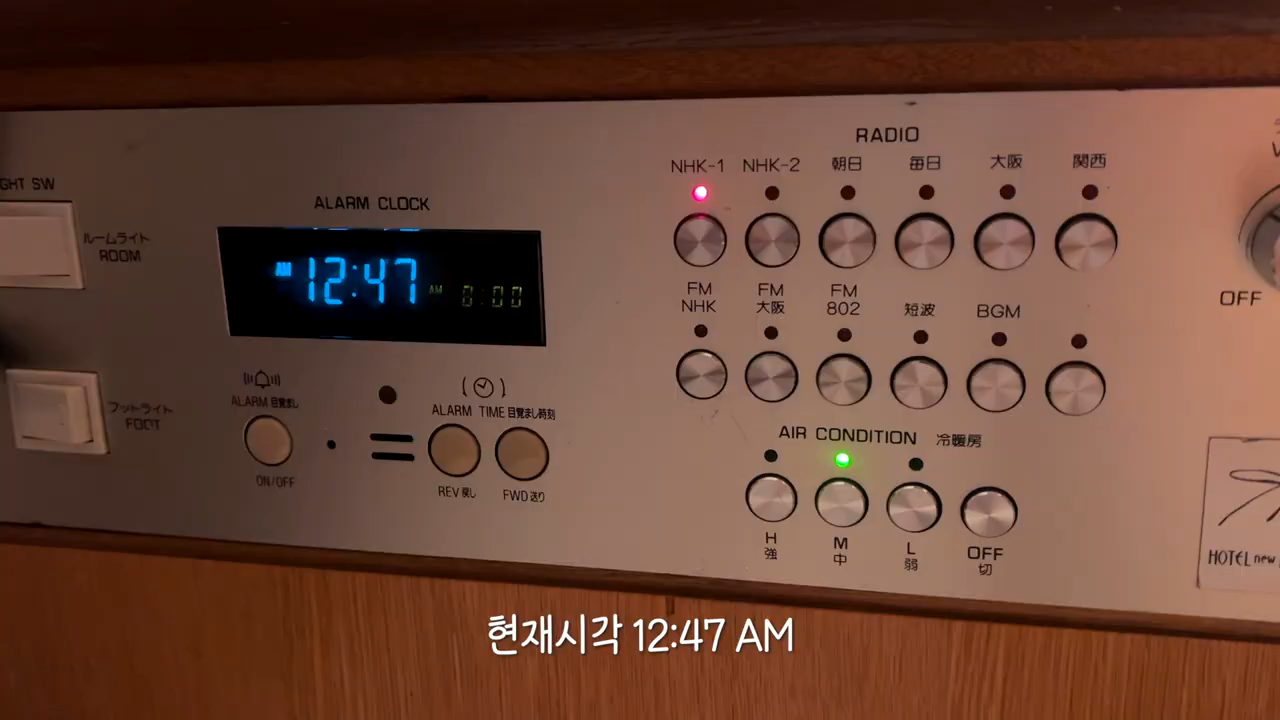 GHT SW
ルームライト
ROOM
フットライト
FOOT
ALARM CLOCK
AM 12:47 AM 8:00
ALARM 目覚まし
ON/OFF
ALARM TIME 目覚まし時刻
REV 戻し
FWD 送り
RADIO
NHK-1 NHK-2 朝日 毎日 大阪 関西
FM NHK
FM 大阪
FM 802
短波
BGM
AIR CONDITION 冷暖房
H 強
M 中
L 弱
OFF 切
OFF
HOTEL new
현재시각 12:47 AM